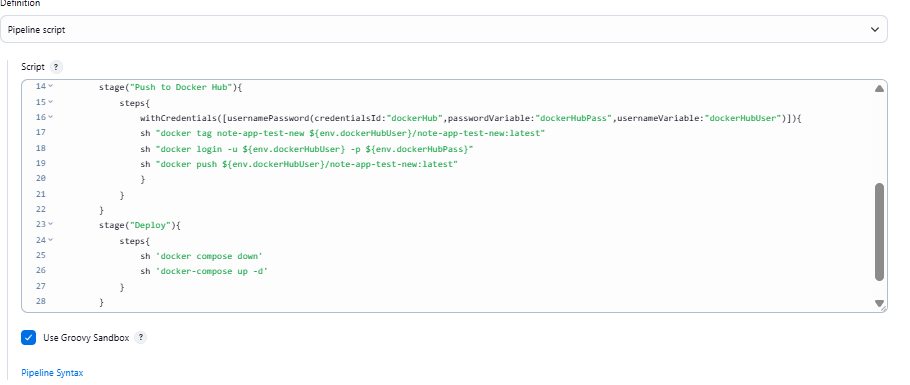 Definition
Pipeline script
Script ?
14 stage("Push to Docker Hub"){
15 steps{
16 withCredentials([usernamePassword(credentialsId:"dockerHub",passwordVariable:"dockerHubPass",usernameVariable:"dockerHubUser")]){
17 sh "docker tag note-app-test-new ${env.dockerHubUser}/note-app-test-new:latest"
18 sh "docker login -u ${env.dockerHubUser} -p ${env.dockerHubPass}"
19 sh "docker push ${env.dockerHubUser}/note-app-test-new:latest"
20 }
21 }
22 }
23 stage("Deploy"){
24 steps{
25 sh 'docker compose down'
26 sh 'docker-compose up -d'
27 }
28 }
Use Groovy Sandbox ?
Pipeline Syntax